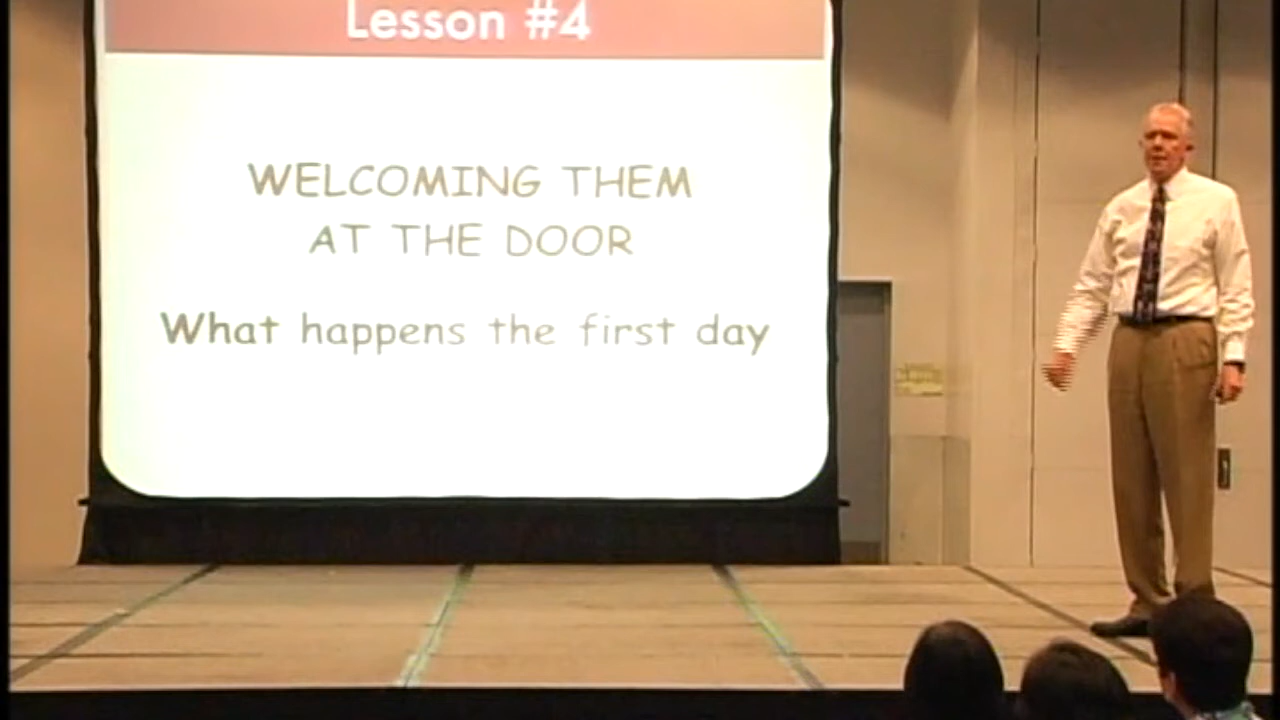 Lesson #4
WELCOMING THEM
AT THE DOOR
What happens the first day